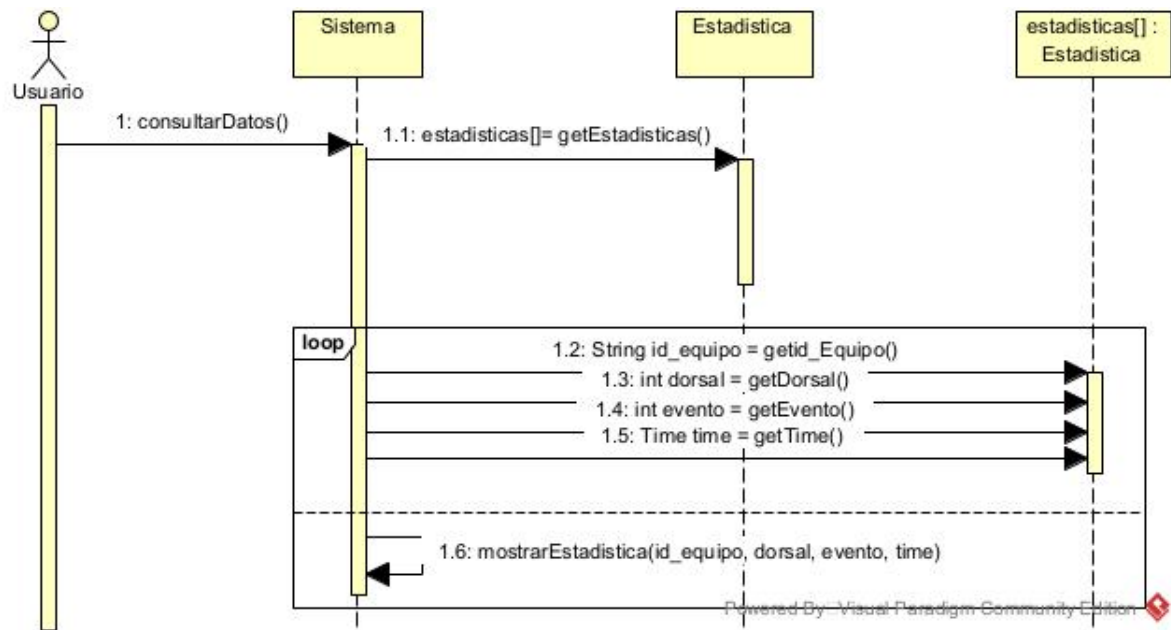 Sistema
Estadistica
estadisticas[] :
Estadistica
Usuario
1: consultarDatos()
1.1: estadisticas[]= getEstadisticas()
loop
1.2: String id_equipo = getid_Equipo()
1.3: int dorsal = getDorsal()
1.4: int evento = getEvento()
1.5: Time time = getTime()
1.6: mostrarEstadistica(id_equipo, dorsal, evento, time)
Powered By Visual Paradigm Community Edition